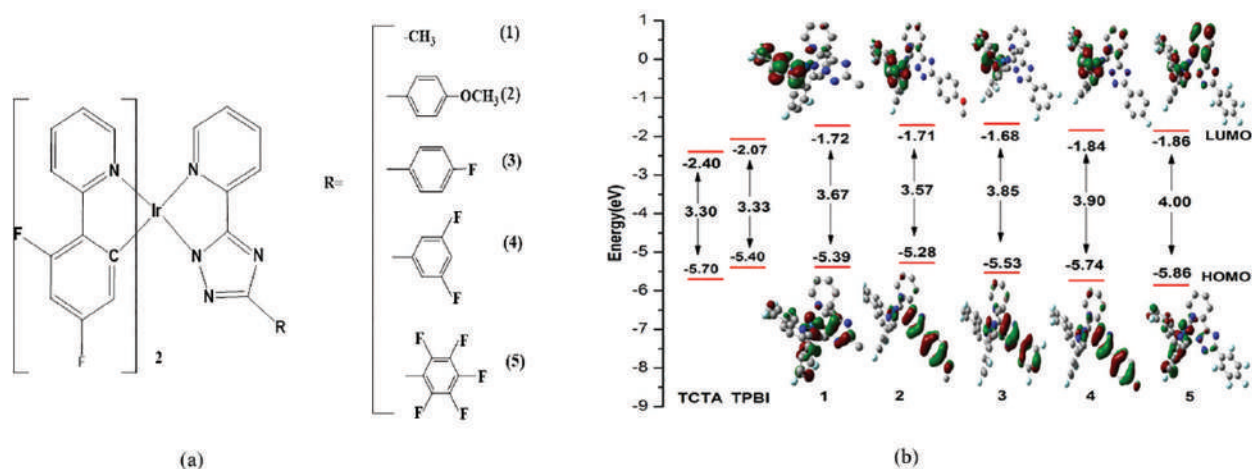 -CH3 (1)
OCH3 (2)
F (3)
R=
F
(4)
F
F F
F (5)
F F
N N
Ir
F C N N
N
R
F 2
(a)
1
0
-1
-2
-3
-4
-5
-6
-7
-8
-9
Energy(eV)
-2.40 -2.07 -1.72 -1.71 -1.68 -1.84 -1.86 LUMO
3.30 3.33 3.67 3.57 3.85 3.90 4.00
-5.70 -5.40 -5.39 -5.28 -5.53 -5.74 -5.86 HOMO
TCTA TPBI 1 2 3 4 5
(b)